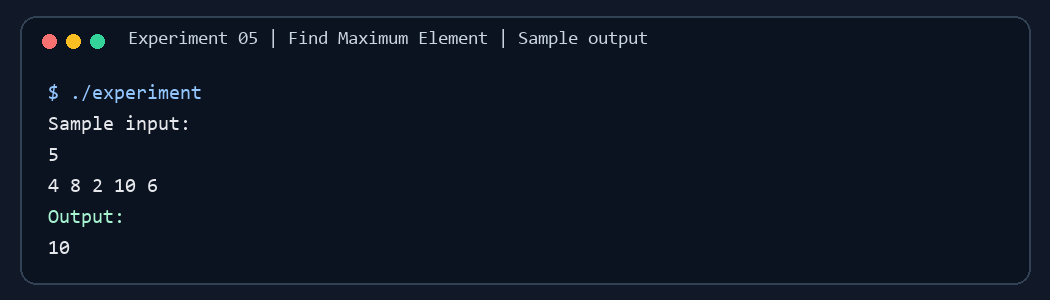 Experiment 05 | Find Maximum Element | Sample output
$ ./experiment
Sample input:
5
4 8 2 10 6
Output:
10